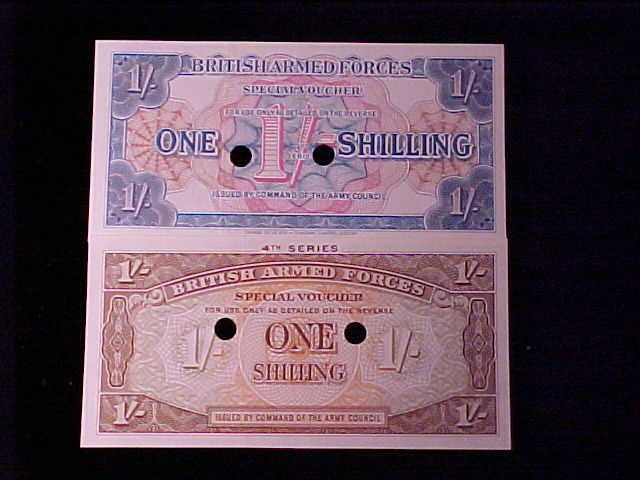 BRITISH ARMED FORCES
1/- 1/-
SPECIAL VOUCHER
FOR USE ONLY AS DETAILED ON THE REVERSE
ONE 1/- SHILLING
SERIES
1/- 1/-
ISSUED BY COMMAND OF THE ARMY COUNCIL
4TH SERIES
1/- 1/-
BRITISH ARMED FORCES
SPECIAL VOUCHER
FOR USE ONLY AS DETAILED ON THE REVERSE
1/- ONE 1/-
SHILLING
1/- 1/-
ISSUED BY COMMAND OF THE ARMY COUNCIL